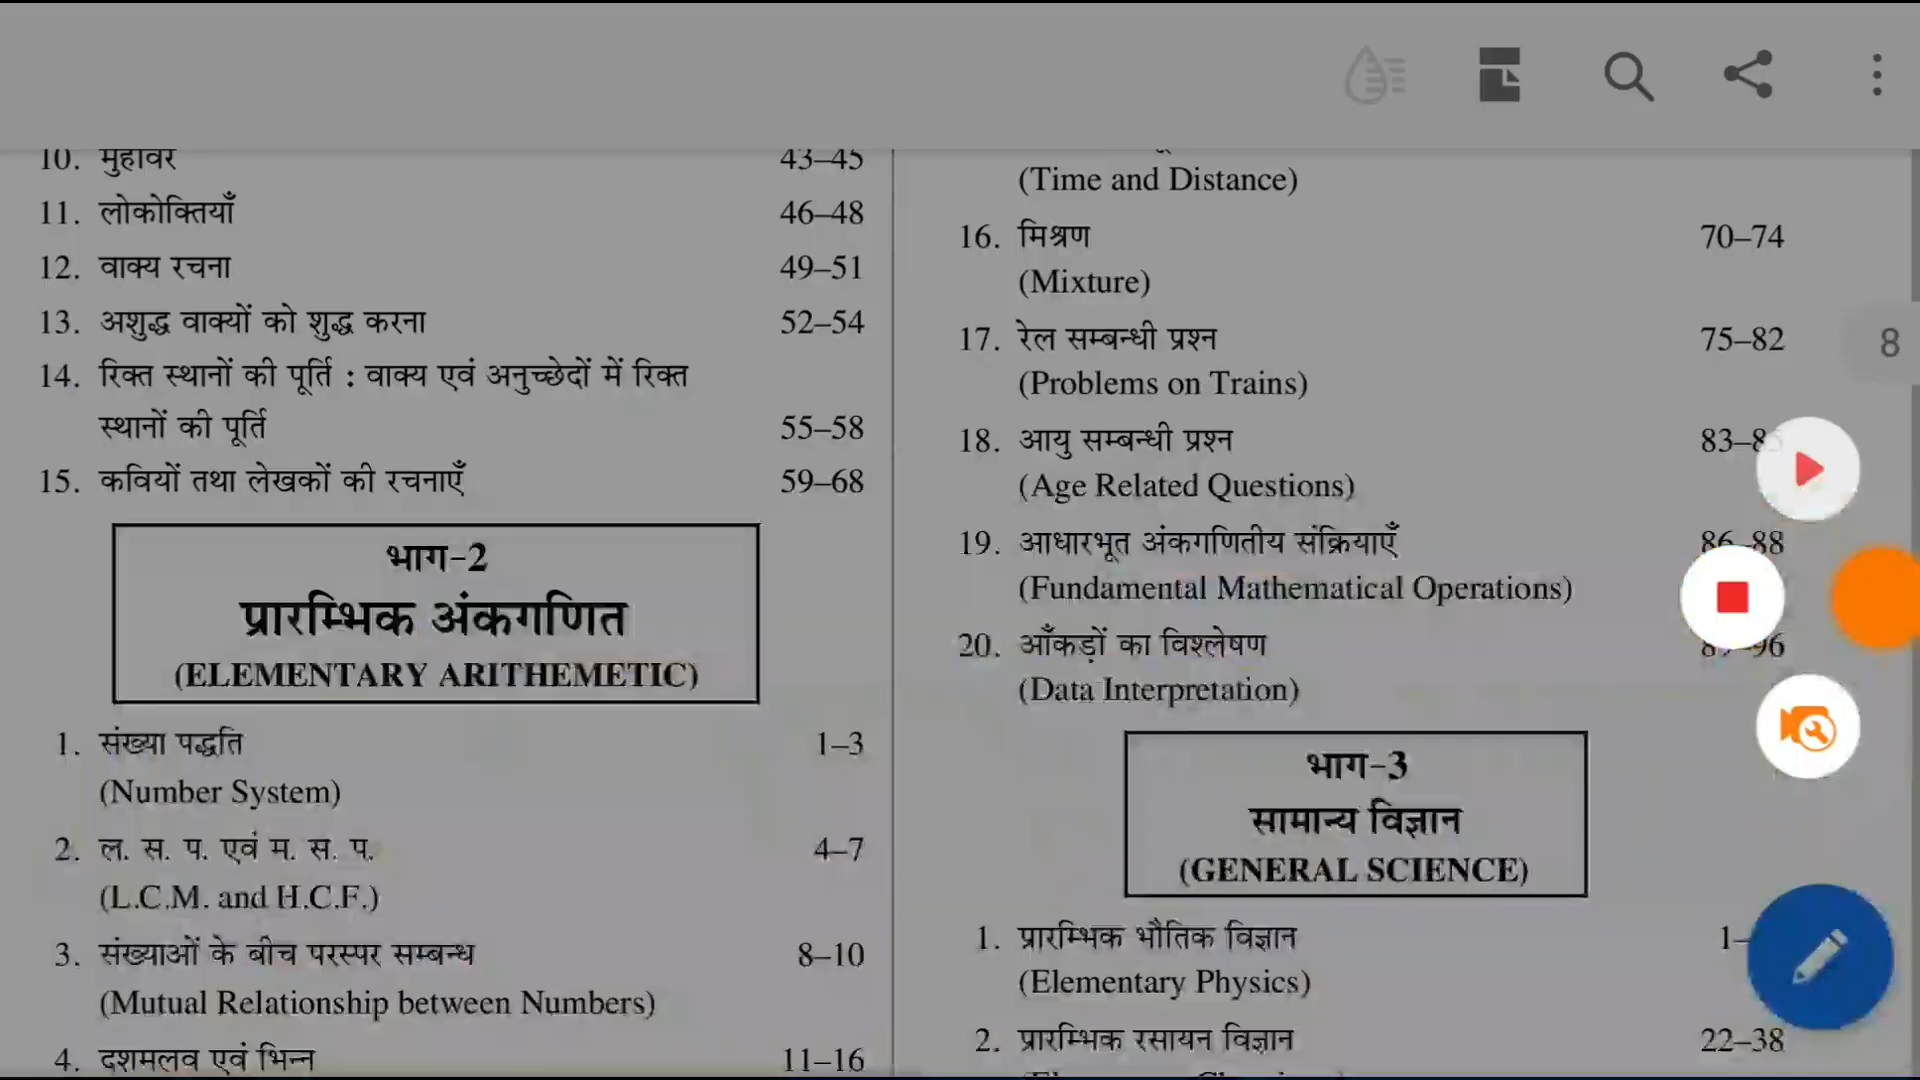 10. मुहावरे 43–45
11. लोकोक्तियाँ 46–48
12. वाक्य रचना 49–51
13. अशुद्ध वाक्यों को शुद्ध करना 52–54
14. रिक्त स्थानों की पूर्ति : वाक्य एवं अनुच्छेदों में रिक्त
स्थानों की पूर्ति 55–58
15. कवियों तथा लेखकों की रचनाएँ 59–68
भाग-2
प्रारम्भिक अंकगणित
(ELEMENTARY ARITHEMETIC)
1. संख्या पद्धति 1–3
(Number System)
2. ल. स. प. एवं म. स. प. 4–7
(L.C.M. and H.C.F.)
3. संख्याओं के बीच परस्पर सम्बन्ध 8–10
(Mutual Relationship between Numbers)
4. दशमलव एवं भिन्न 11–16
(Time and Distance)
16. मिश्रण 70–74
(Mixture)
17. रेल सम्बन्धी प्रश्न 75–82
(Problems on Trains)
18. आयु सम्बन्धी प्रश्न
(Age Related Questions)
19. आधारभूत अंकगणितीय संक्रियाएँ 86–88
(Fundamental Mathematical Operations)
20. आँकड़ों का विश्लेषण
(Data Interpretation)
भाग-3
सामान्य विज्ञान
(GENERAL SCIENCE)
1. प्रारम्भिक भौतिक विज्ञान
(Elementary Physics)
2. प्रारम्भिक रसायन विज्ञान 22–38
8